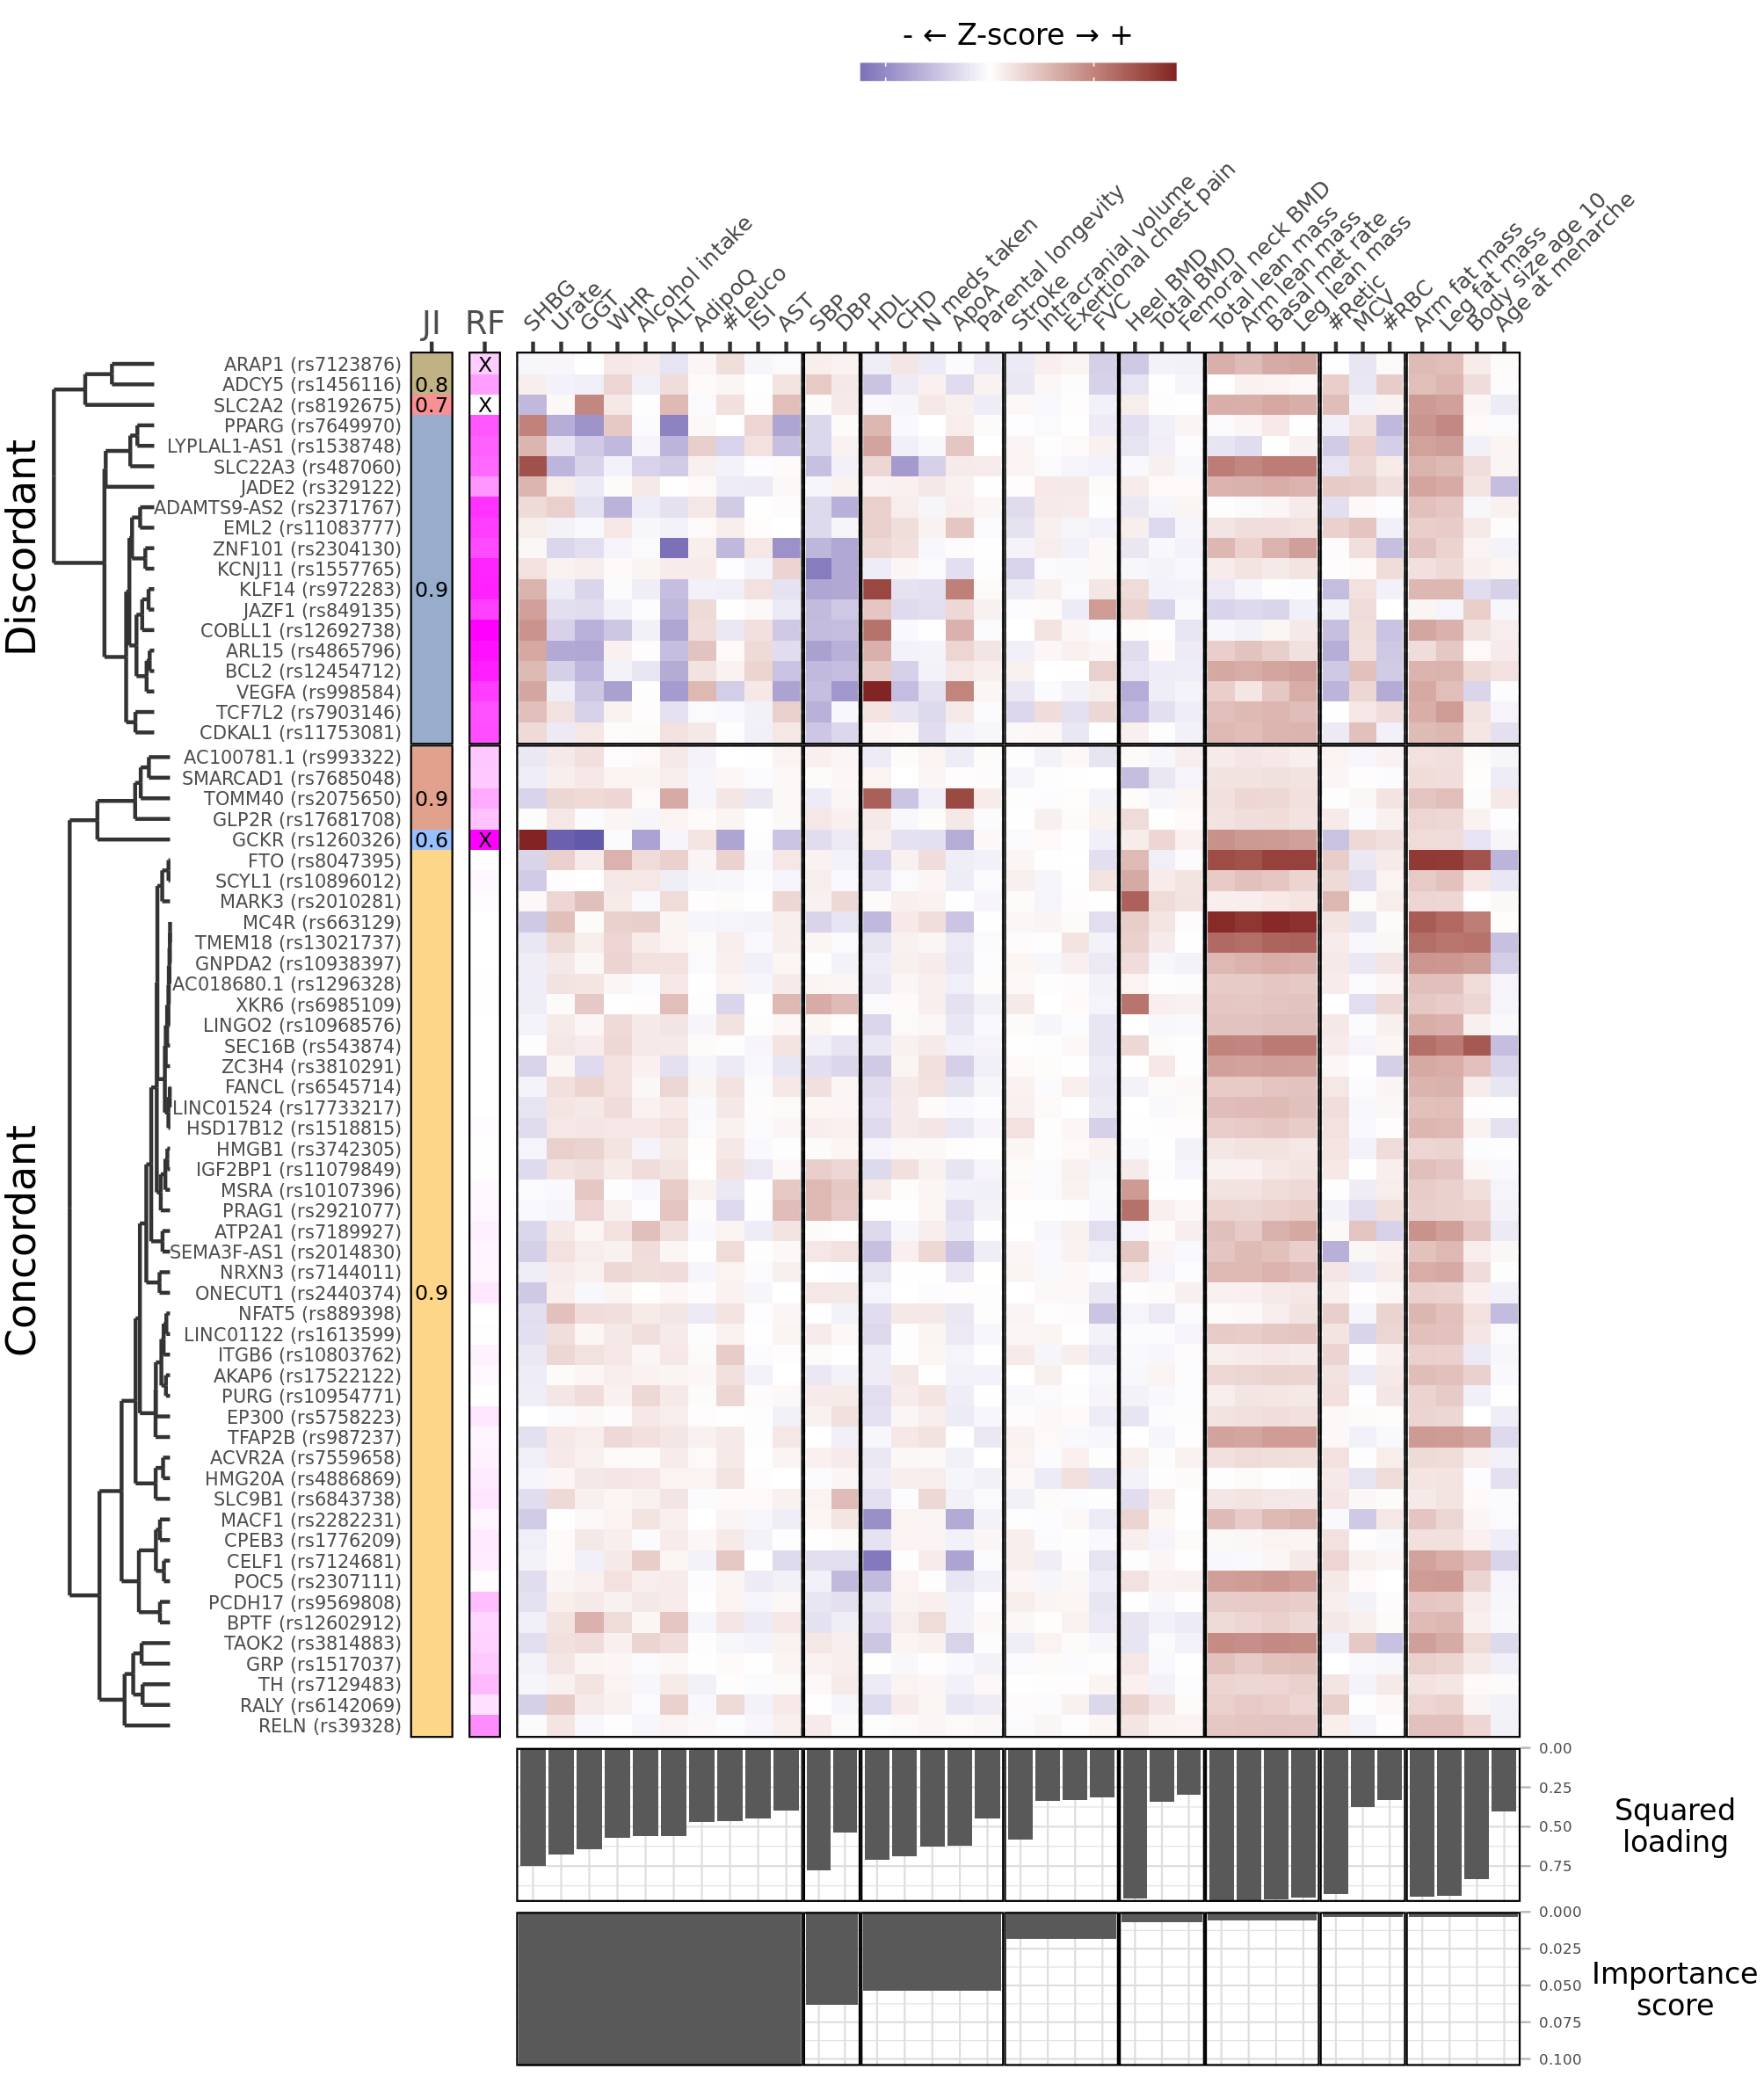 - ← Z-score → +
JI
RF
SHBG
Urate
GGT
WHR
Alcohol intake
ALT
AdipoQ
#Leuco
ISI
AST
SBP
DBP
HDL
CHD
N meds taken
ApoA
Parental longevity
Stroke
Intracranial volume
Exertional chest pain
FVC
Heel BMD
Total BMD
Femoral neck BMD
Total lean mass
Arm lean mass
Basal met rate
Leg lean mass
#Retic
MCV
#RBC
Arm fat mass
Leg fat mass
Body size age 10
Age at menarche
Discordant
ARAP1 (rs7123876) X
ADCY5 (rs1456116) 0.8
SLC2A2 (rs8192675) 0.7 X
PPARG (rs7649970)
LYPLAL1-AS1 (rs1538748)
SLC22A3 (rs487060)
JADE2 (rs329122)
ADAMTS9-AS2 (rs2371767)
EML2 (rs11083777)
ZNF101 (rs2304130)
KCNJ11 (rs1557765)
KLF14 (rs972283) 0.9
JAZF1 (rs849135)
COBLL1 (rs12692738)
ARL15 (rs4865796)
BCL2 (rs12454712)
VEGFA (rs998584)
TCF7L2 (rs7903146)
CDKAL1 (rs11753081)
Concordant
AC100781.1 (rs993322)
SMARCAD1 (rs7685048)
TOMM40 (rs2075650) 0.9
GLP2R (rs17681708)
GCKR (rs1260326) 0.6 X
FTO (rs8047395)
SCYL1 (rs10896012)
MARK3 (rs2010281)
MC4R (rs663129)
TMEM18 (rs13021737)
GNPDA2 (rs10938397)
AC018680.1 (rs1296328)
XKR6 (rs6985109)
LINGO2 (rs10968576)
SEC16B (rs543874)
ZC3H4 (rs3810291)
FANCL (rs6545714)
LINC01524 (rs17733217)
HSD17B12 (rs1518815)
HMGB1 (rs3742305)
IGF2BP1 (rs11079849)
MSRA (rs10107396)
PRAG1 (rs2921077)
ATP2A1 (rs7189927)
SEMA3F-AS1 (rs2014830)
NRXN3 (rs7144011)
ONECUT1 (rs2440374) 0.9
NFAT5 (rs889398)
LINC01122 (rs1613599)
ITGB6 (rs10803762)
AKAP6 (rs17522122)
PURG (rs10954771)
EP300 (rs5758223)
TFAP2B (rs987237)
ACVR2A (rs7559658)
HMG20A (rs4886869)
SLC9B1 (rs6843738)
MACF1 (rs2282231)
CPEB3 (rs1776209)
CELF1 (rs7124681)
POC5 (rs2307111)
PCDH17 (rs9569808)
BPTF (rs12602912)
TAOK2 (rs3814883)
GRP (rs1517037)
TH (rs7129483)
RALY (rs6142069)
RELN (rs39328)
0.00
0.25
0.50
0.75
Squared
loading
0.000
0.025
0.050
0.075
0.100
Importance
score